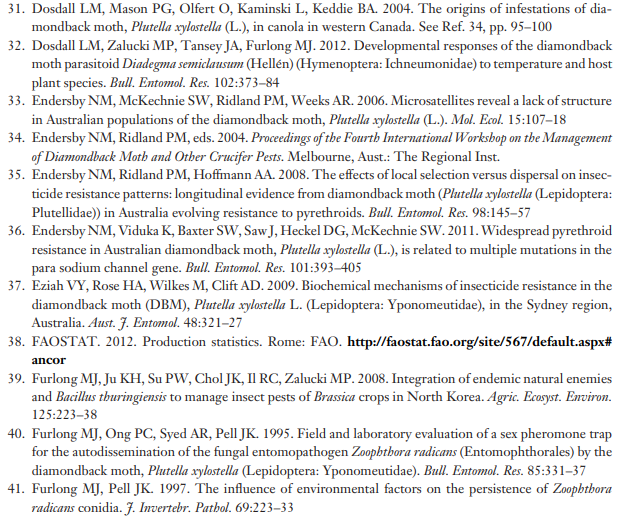 31. Dosdall LM, Mason PG, Olfert O, Kaminski L, Keddie BA. 2004. The origins of infestations of dia-
mondback moth, Plutella xylostella (L.), in canola in western Canada. See Ref. 34, pp. 95–100
32. Dosdall LM, Zalucki MP, Tansey JA, Furlong MJ. 2012. Developmental responses of the diamondback
moth parasitoid Diadegma semiclausum (Hellén) (Hymenoptera: Ichneumonidae) to temperature and host
plant species. Bull. Entomol. Res. 102:373–84
33. Endersby NM, McKechnie SW, Ridland PM, Weeks AR. 2006. Microsatellites reveal a lack of structure
in Australian populations of the diamondback moth, Plutella xylostella (L.). Mol. Ecol. 15:107–18
34. Endersby NM, Ridland PM, eds. 2004. Proceedings of the Fourth International Workshop on the Management
of Diamondback Moth and Other Crucifer Pests. Melbourne, Aust.: The Regional Inst.
35. Endersby NM, Ridland PM, Hoffmann AA. 2008. The effects of local selection versus dispersal on insec-
ticide resistance patterns: longitudinal evidence from diamondback moth (Plutella xylostella (Lepidoptera:
Plutellidae)) in Australia evolving resistance to pyrethroids. Bull. Entomol. Res. 98:145–57
36. Endersby NM, Viduka K, Baxter SW, Saw J, Heckel DG, McKechnie SW. 2011. Widespread pyrethroid
resistance in Australian diamondback moth, Plutella xylostella (L.), is related to multiple mutations in the
para sodium channel gene. Bull. Entomol. Res. 101:393–405
37. Eziah VY, Rose HA, Wilkes M, Clift AD. 2009. Biochemical mechanisms of insecticide resistance in the
diamondback moth (DBM), Plutella xylostella L. (Lepidoptera: Yponomeutidae), in the Sydney region,
Australia. Aust. J. Entomol. 48:321–27
38. FAOSTAT. 2012. Production statistics. Rome: FAO. http://faostat.fao.org/site/567/default.aspx#
ancor
39. Furlong MJ, Ju KH, Su PW, Chol JK, Il RC, Zalucki MP. 2008. Integration of endemic natural enemies
and Bacillus thuringiensis to manage insect pests of Brassica crops in North Korea. Agric. Ecosyst. Environ.
125:223–38
40. Furlong MJ, Ong PC, Syed AR, Pell JK. 1995. Field and laboratory evaluation of a sex pheromone trap
for the autodissemination of the fungal entomopathogen Zoophthora radicans (Entomophthorales) by the
diamondback moth, Plutella xylostella (Lepidoptera: Yponomeutidae). Bull. Entomol. Res. 85:331–37
41. Furlong MJ, Pell JK. 1997. The influence of environmental factors on the persistence of Zoophthora
radicans conidia. J. Invertebr. Pathol. 69:223–33